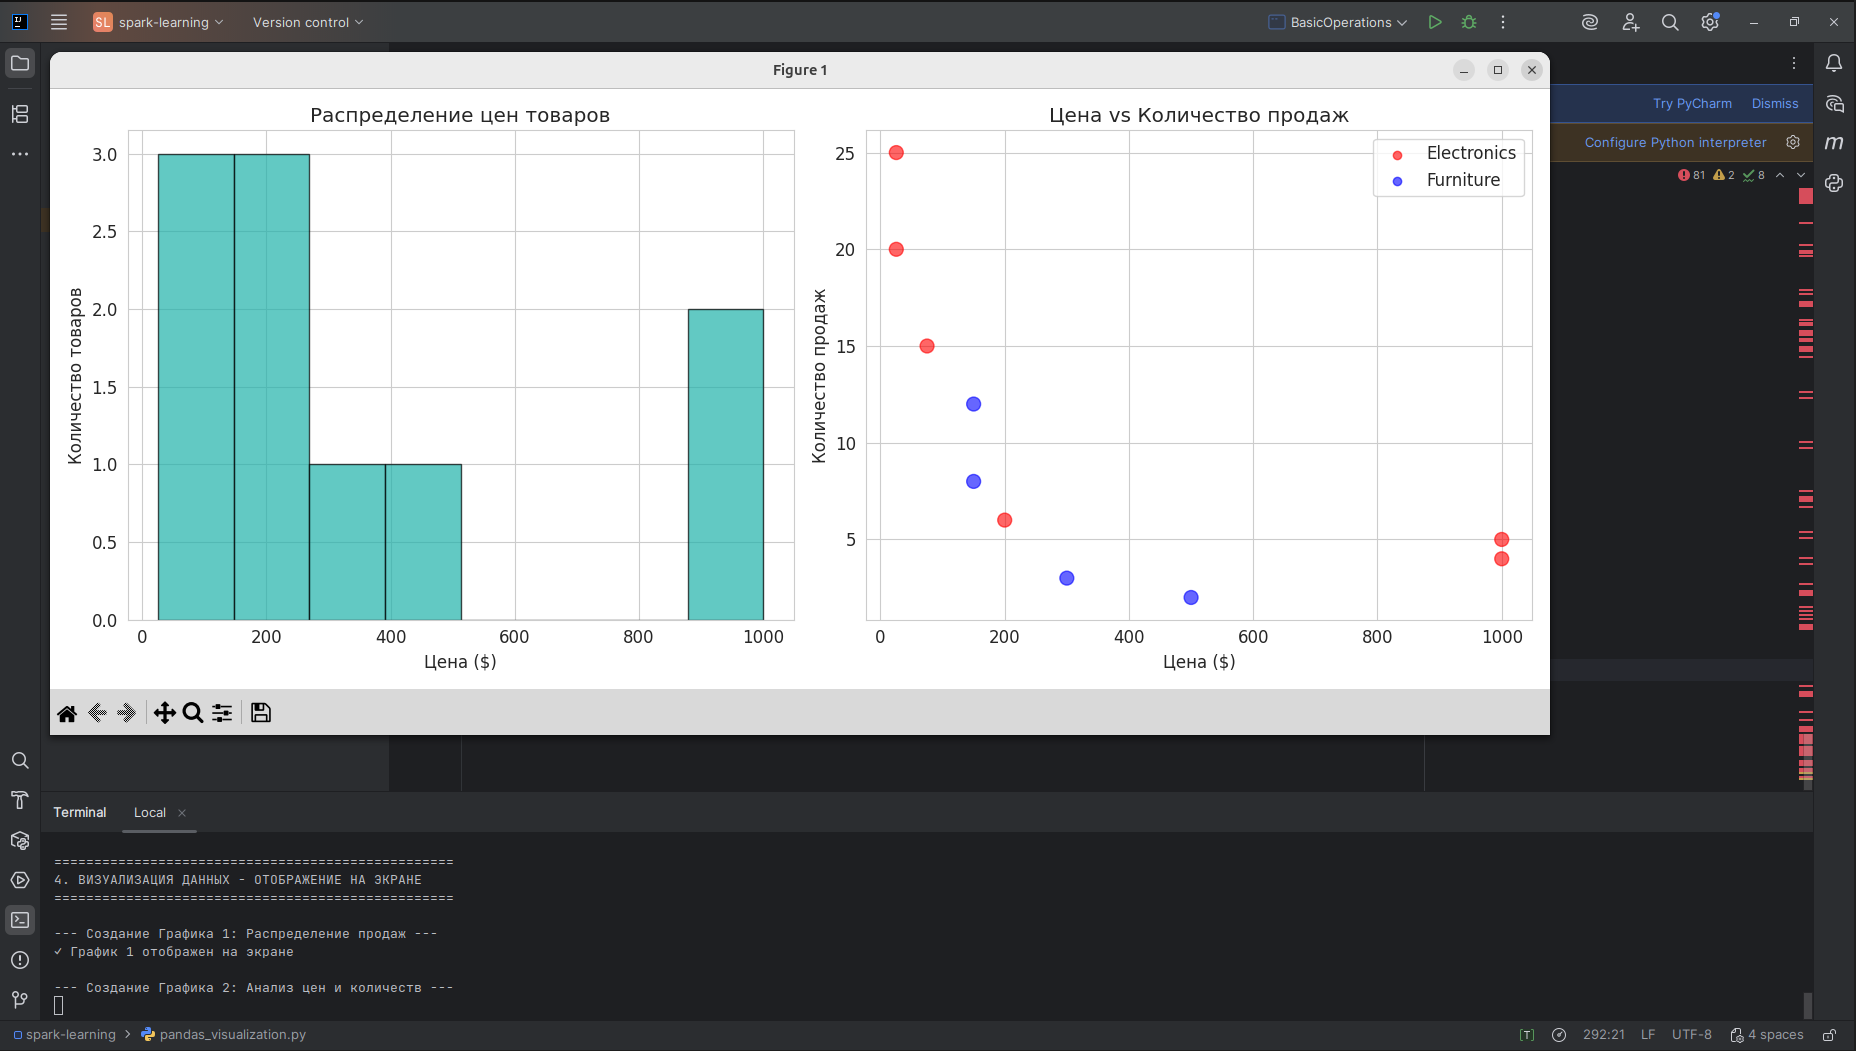 SL spark-learning
Version control
BasicOperations
Figure 1
Try PyCharm
Dismiss
Configure Python interpreter
81
2
8
m
Распределение цен товаров
Количество товаров
3.0
2.5
2.0
1.5
1.0
0.5
0.0
0 200 400 600 800 1000
Цена ($)
Цена vs Количество продаж
Количество продаж
25
20
15
10
5
Electronics
Furniture
0 200 400 600 800 1000
Цена ($)
Terminal
Local
==================================================
4. ВИЗУАЛИЗАЦИЯ ДАННЫХ - ОТОБРАЖЕНИЕ НА ЭКРАНЕ
==================================================
--- Создание Графика 1: Распределение продаж ---
✓ График 1 отображен на экране
--- Создание Графика 2: Анализ цен и количеств ---
spark-learning > pandas_visualization.py
[T]
292:21
LF
UTF-8
4 spaces